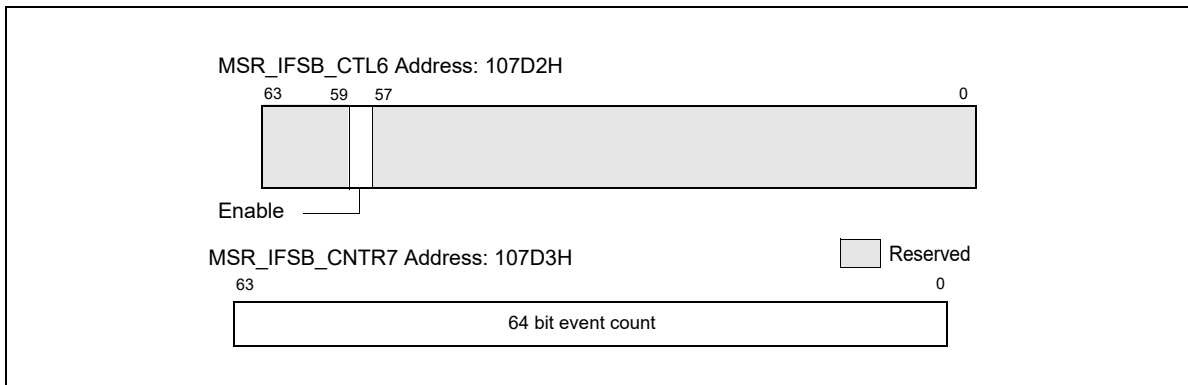 MSR_IFSB_CTL6 Address: 107D2H
63 59 57 0
Enable
MSR_IFSB_CNTR7 Address: 107D3H
Reserved
63 0
64 bit event count